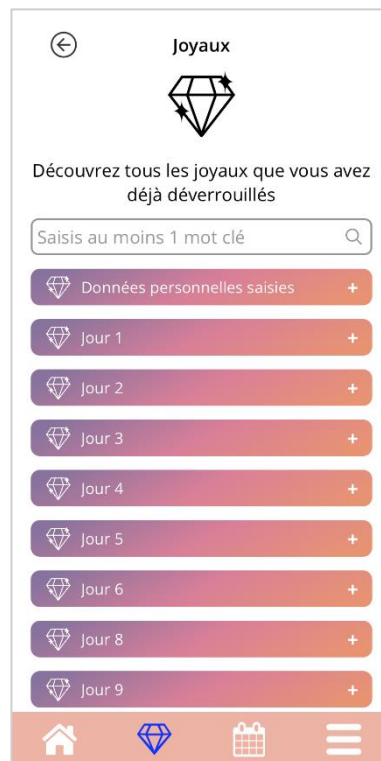 Joyaux
Découvrez tous les joyaux que vous avez
déjà déverrouillés
Saisis au moins 1 mot clé
Données personnelles saisies +
Jour 1 +
Jour 2 +
Jour 3 +
Jour 4 +
Jour 5 +
Jour 6 +
Jour 8 +
Jour 9 +